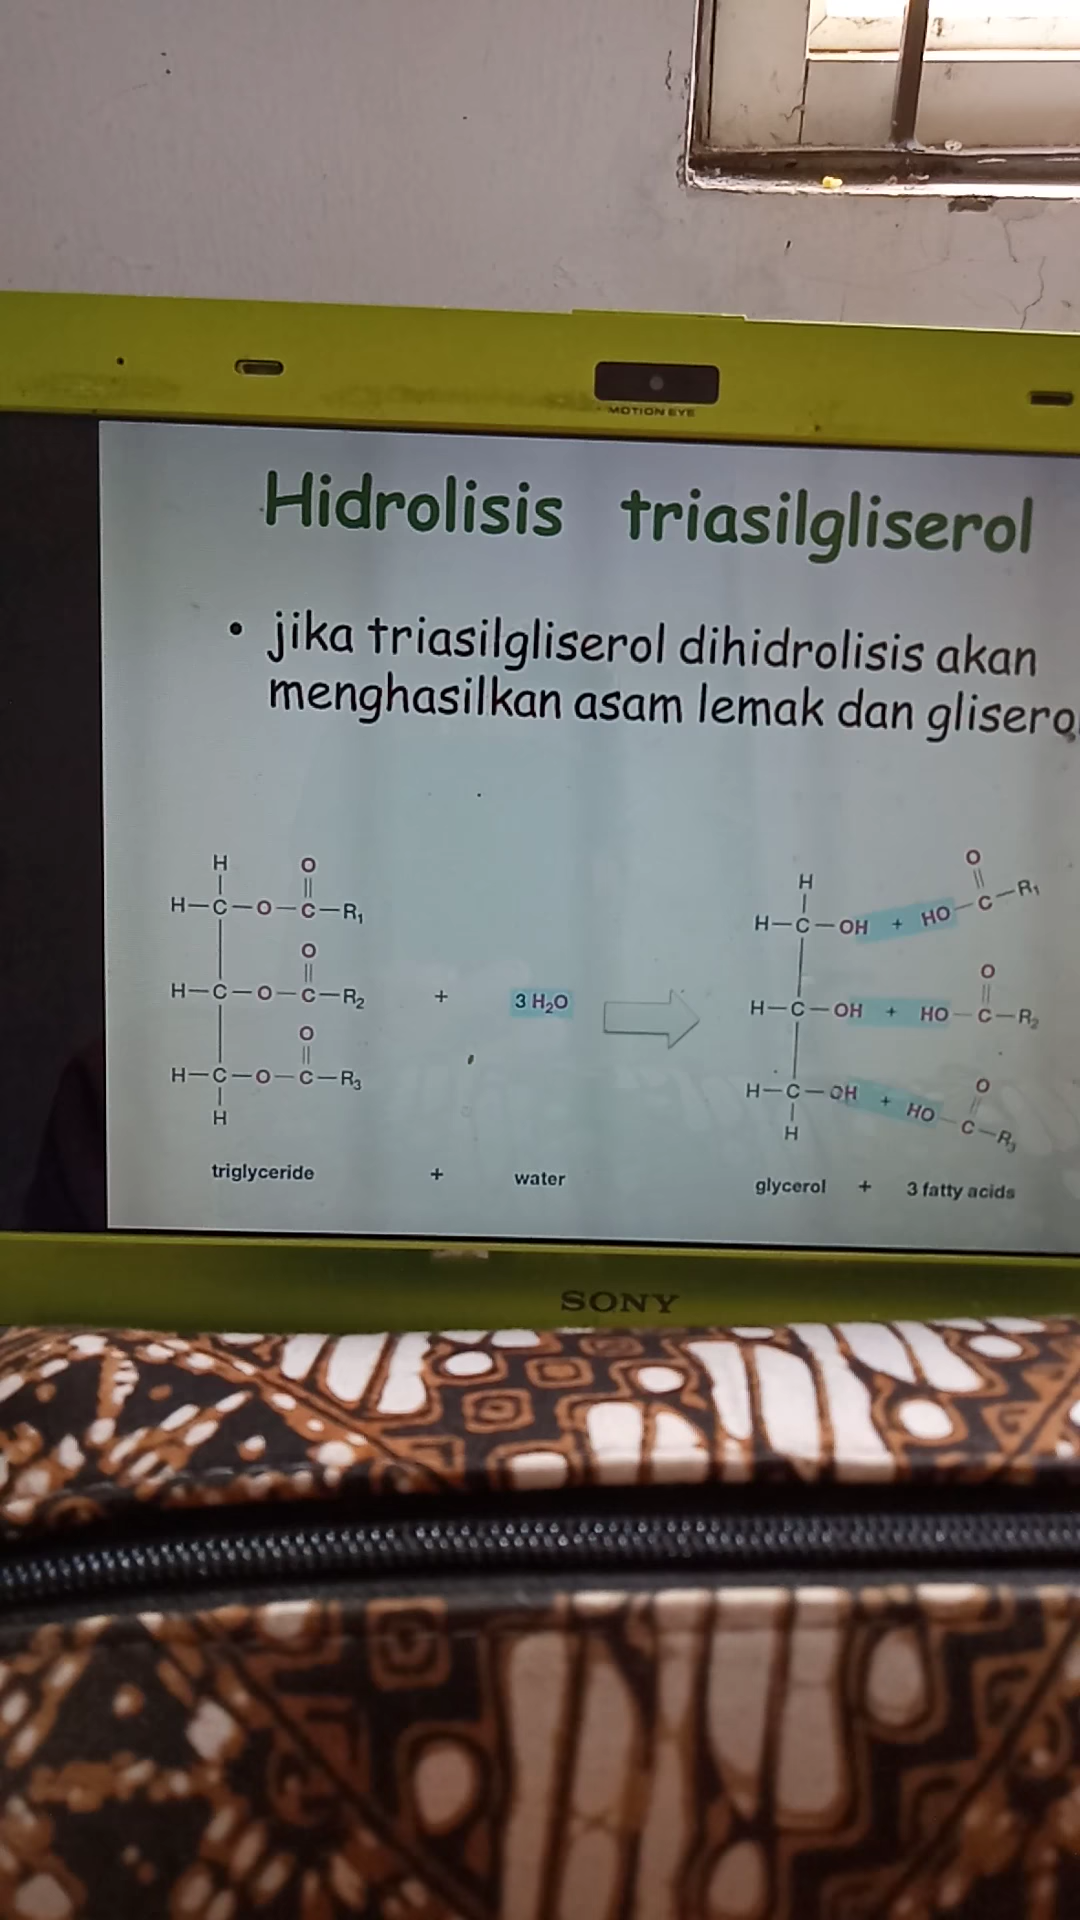 MOTION EYE
Hidrolisis triasilgliserol
• jika triasilgliserol dihidrolisis akan
menghasilkan asam lemak dan glisero
H O O
H—C—O—C—R₁ H H—C—OH + HO—C—R₁
O O
H—C—O—C—R₂ + 3 H₂O H—C—OH + HO—C—R₂
O O
H—C—O—C—R₃ H—C—OH + HO—C—R₃
H H
triglyceride + water glycerol + 3 fatty acids
SONY